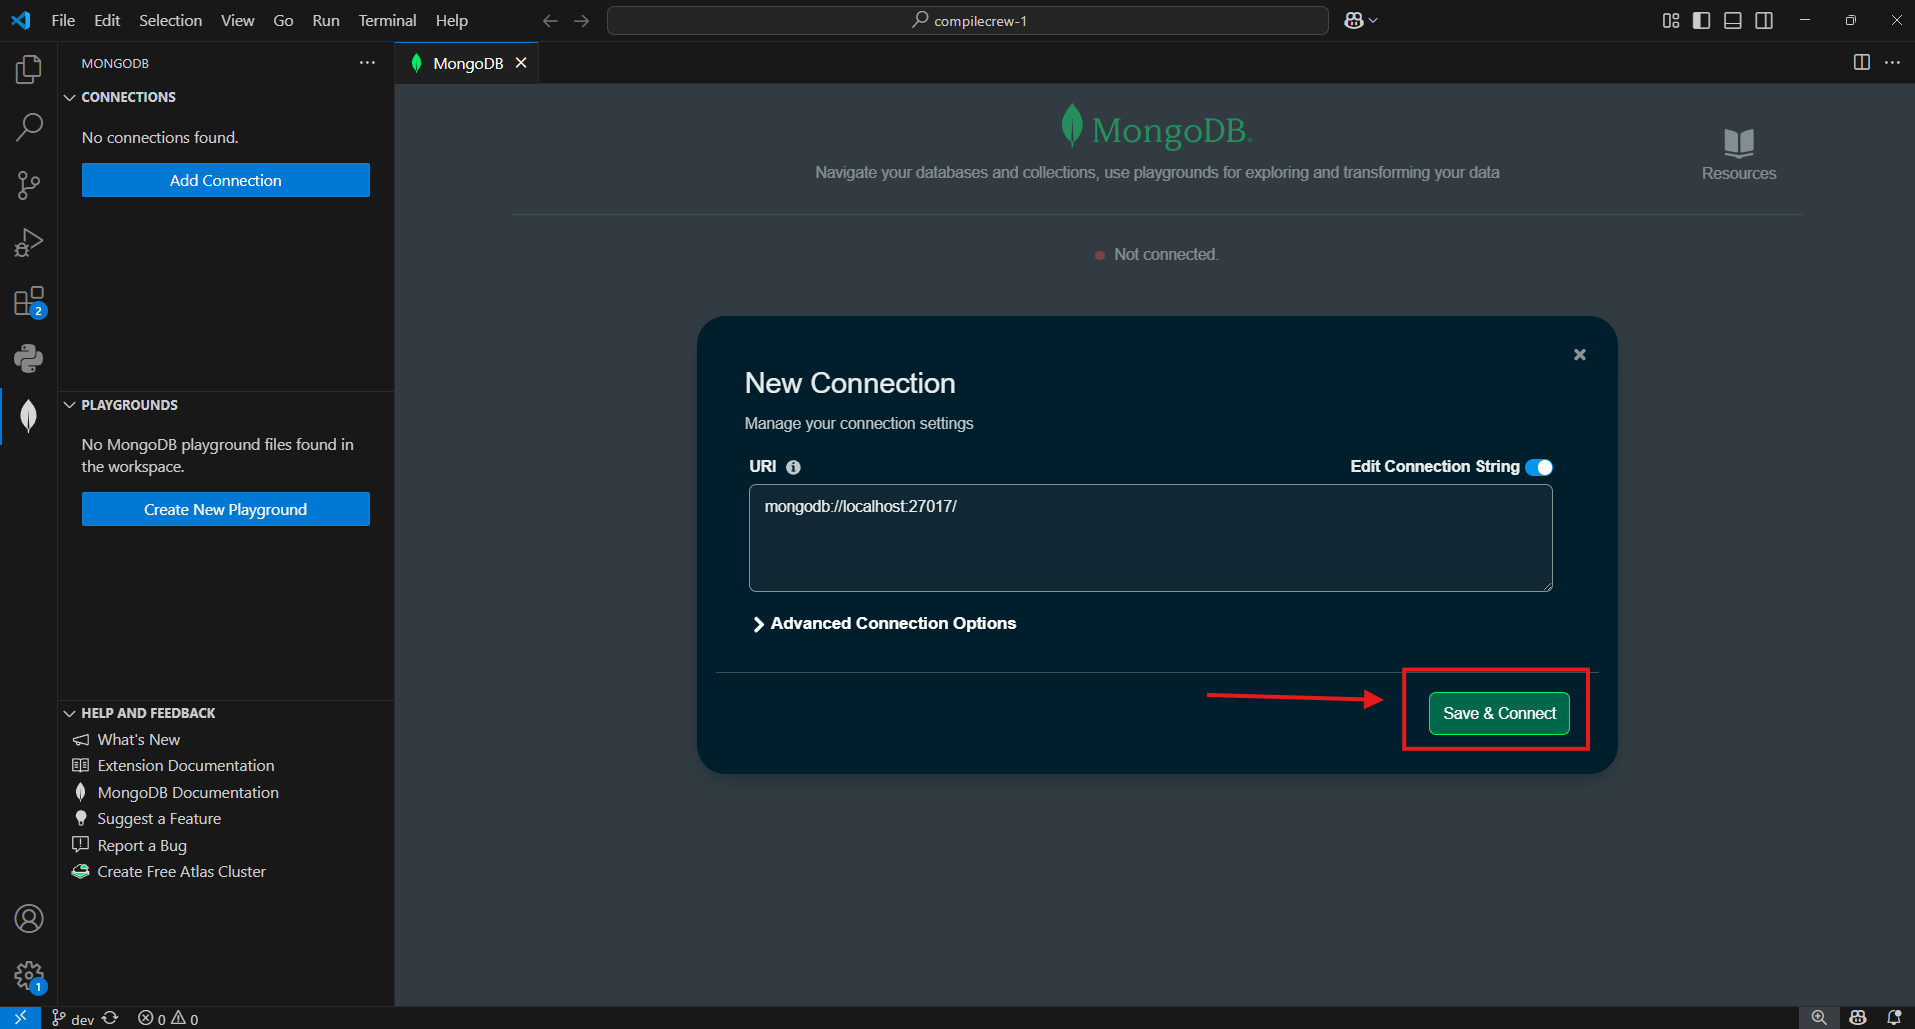 File Edit Selection View Go Run Terminal Help
compilecrew-1
MONGODB
MongoDB
CONNECTIONS
No connections found.
Add Connection
MongoDB.
Navigate your databases and collections, use playgrounds for exploring and transforming your data
Resources
Not connected.
2
New Connection
Manage your connection settings
URI
Edit Connection String
mongodb://localhost:27017/
Advanced Connection Options
Save & Connect
PLAYGROUNDS
No MongoDB playground files found in
the workspace.
Create New Playground
HELP AND FEEDBACK
What's New
Extension Documentation
MongoDB Documentation
Suggest a Feature
Report a Bug
Create Free Atlas Cluster
1
dev 0 0